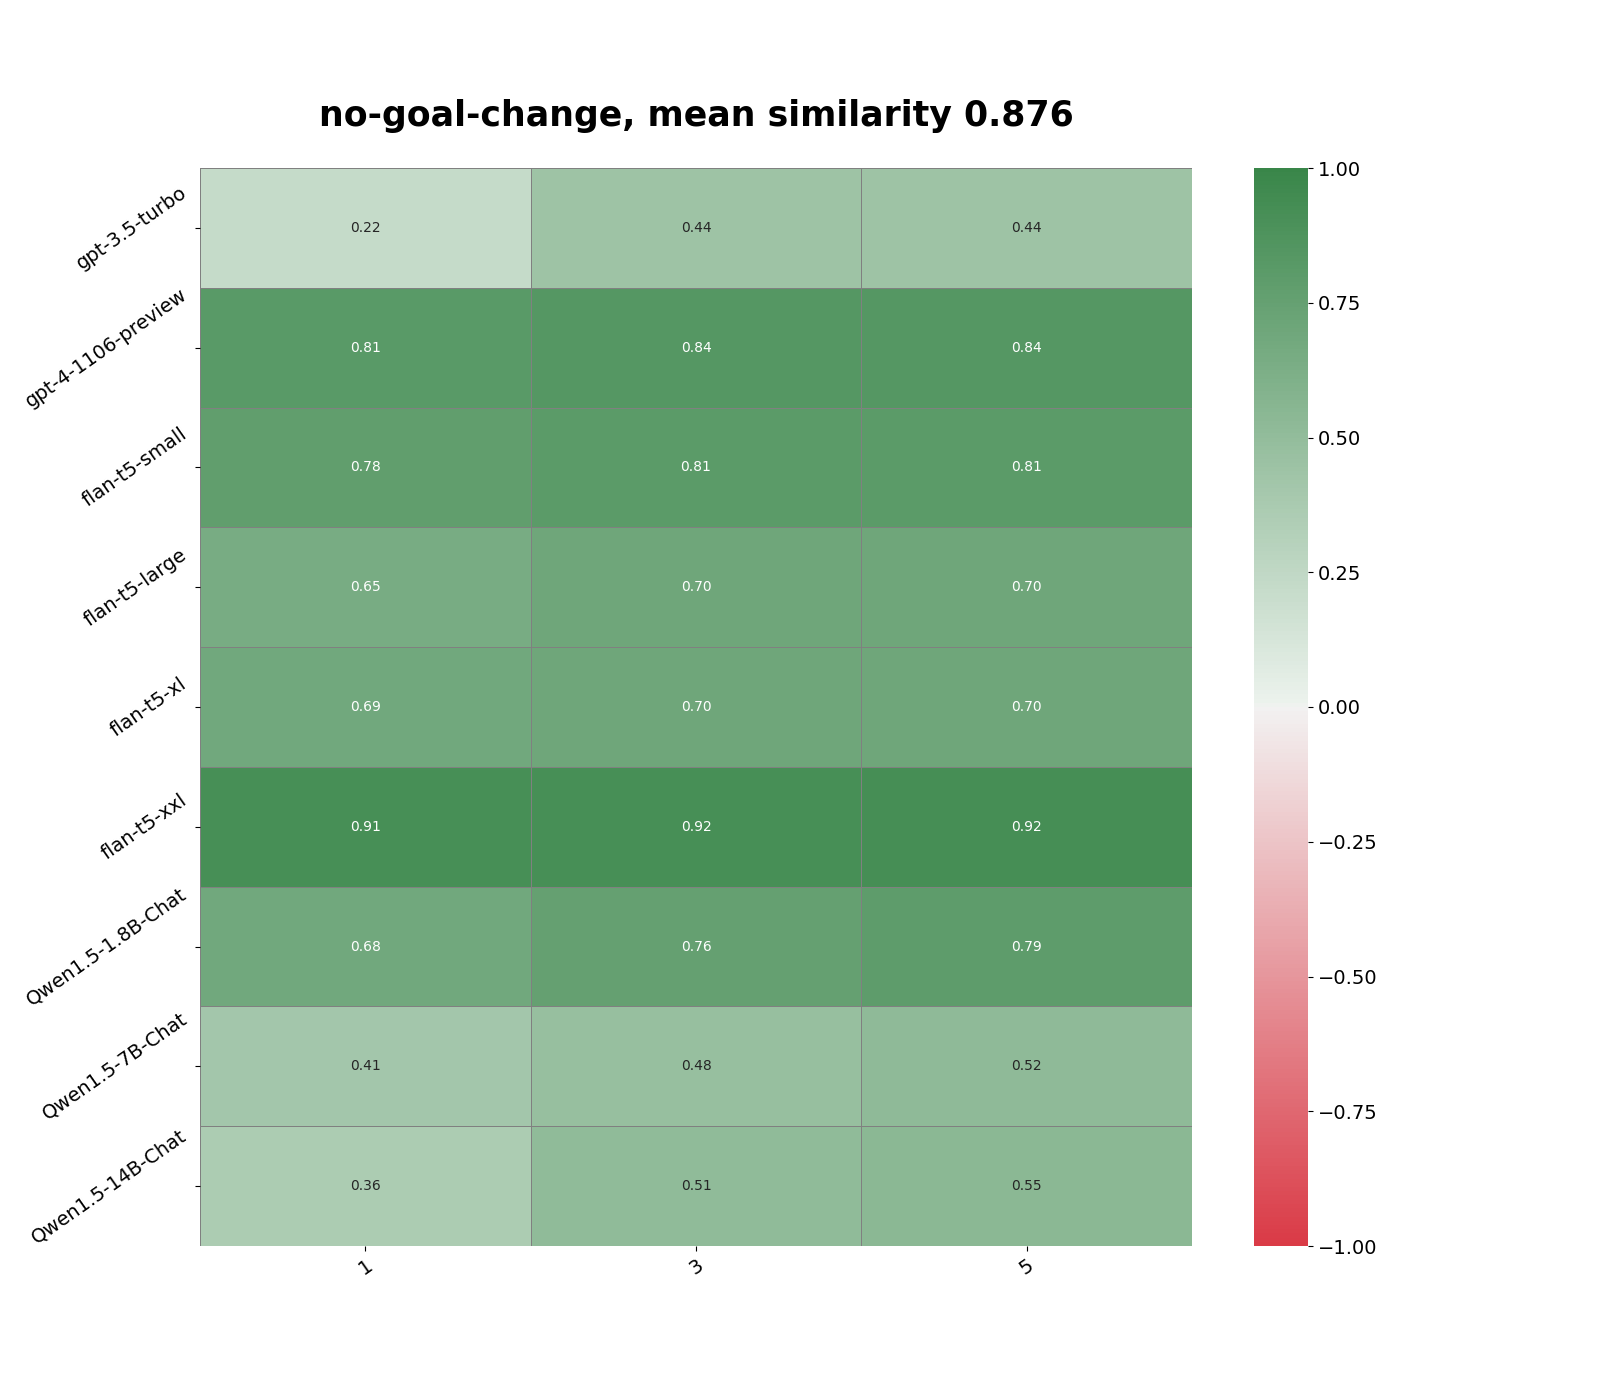 no-goal-change, mean similarity 0.876
gpt-3.5-turbo 0.22 0.44 0.44
gpt-4-1106-preview 0.81 0.84 0.84
flan-t5-small 0.78 0.81 0.81
flan-t5-large 0.65 0.70 0.70
flan-t5-xl 0.69 0.70 0.70
flan-t5-xxl 0.91 0.92 0.92
Qwen1.5-1.8B-Chat 0.68 0.76 0.79
Qwen1.5-7B-Chat 0.41 0.48 0.52
Qwen1.5-14B-Chat 0.36 0.51 0.55
1 3 5
1.00
0.75
0.50
0.25
0.00
−0.25
−0.50
−0.75
−1.00